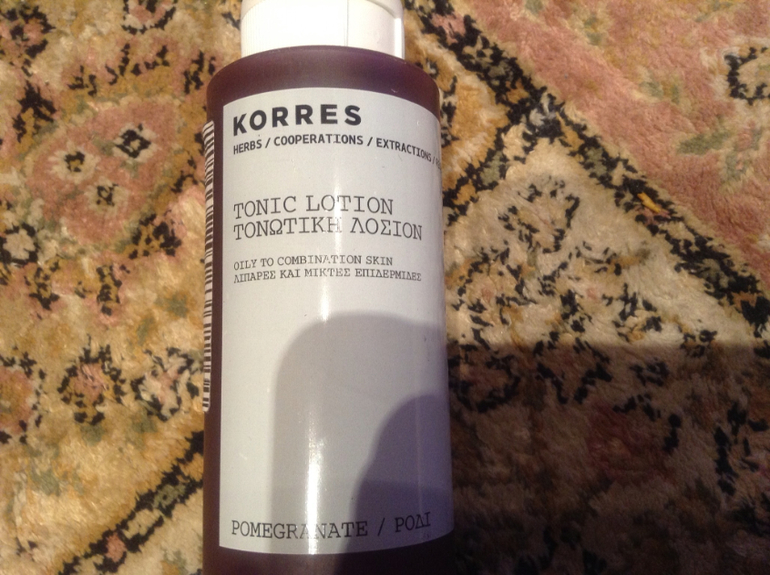 KORRES
HERBS / COOPERATIONS / EXTRACTIONS /
TONIC LOTION
ΤΟΝΩΤΙΚΗ ΛΟΣΙΟΝ
OILY TO COMBINATION SKIN
ΛΙΠΑΡΕΣ ΚΑΙ ΜΙΚΤΕΣ ΕΠΙΔΕΡΜΙΔΕΣ
POMEGRANATE / ΡΟΔΙ